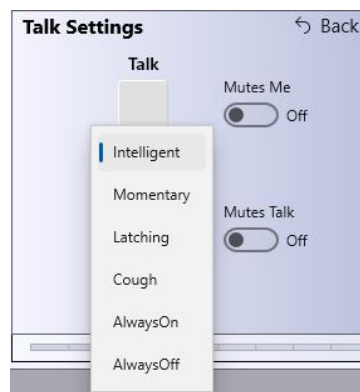 Talk Settings
Back
Talk
Mutes Me
Off
Intelligent
Momentary
Latching
Mutes Talk
Off
Cough
AlwaysOn
AlwaysOff